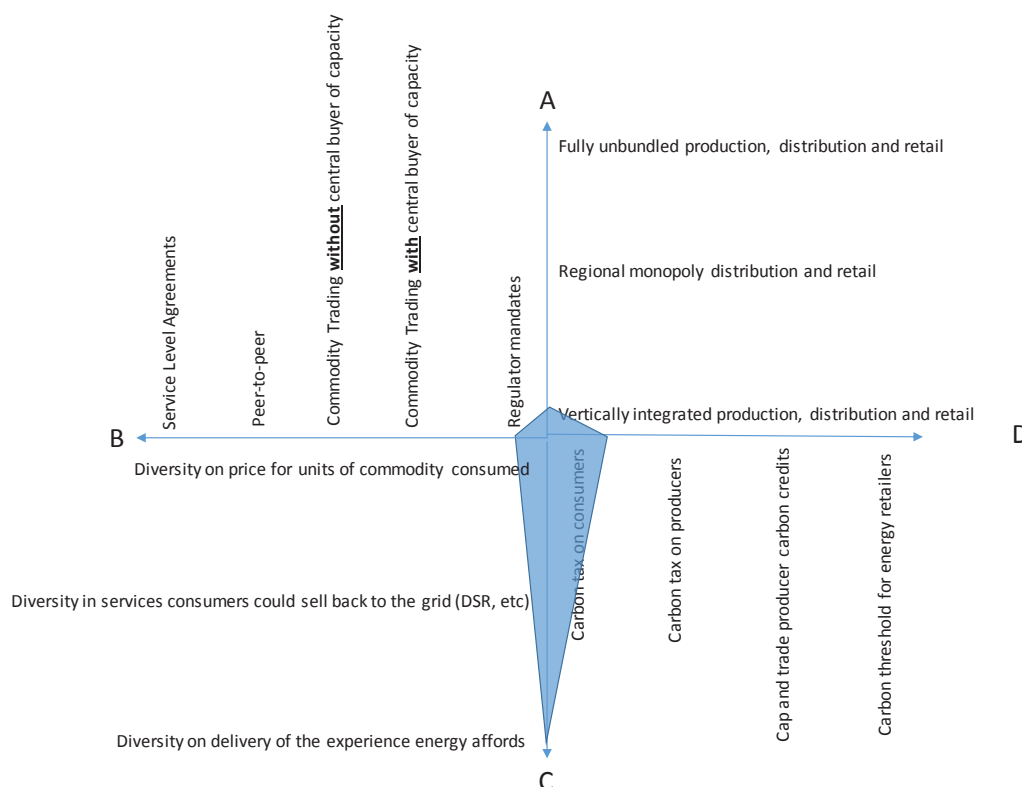 A
Fully unbundled production, distribution and retail
Regional monopoly distribution and retail
Vertically integrated production, distribution and retail
Service Level Agreements
Peer-to-peer
Commodity Trading without central buyer of capacity
Commodity Trading with central buyer of capacity
Regulator mandates
B
D
Diversity on price for units of commodity consumed
Diversity in services consumers could sell back to the grid (DSR, etc)
Diversity on delivery of the experience energy affords
Carbon tax on consumers
Carbon tax on producers
Cap and trade producer carbon credits
Carbon threshold for energy retailers
C